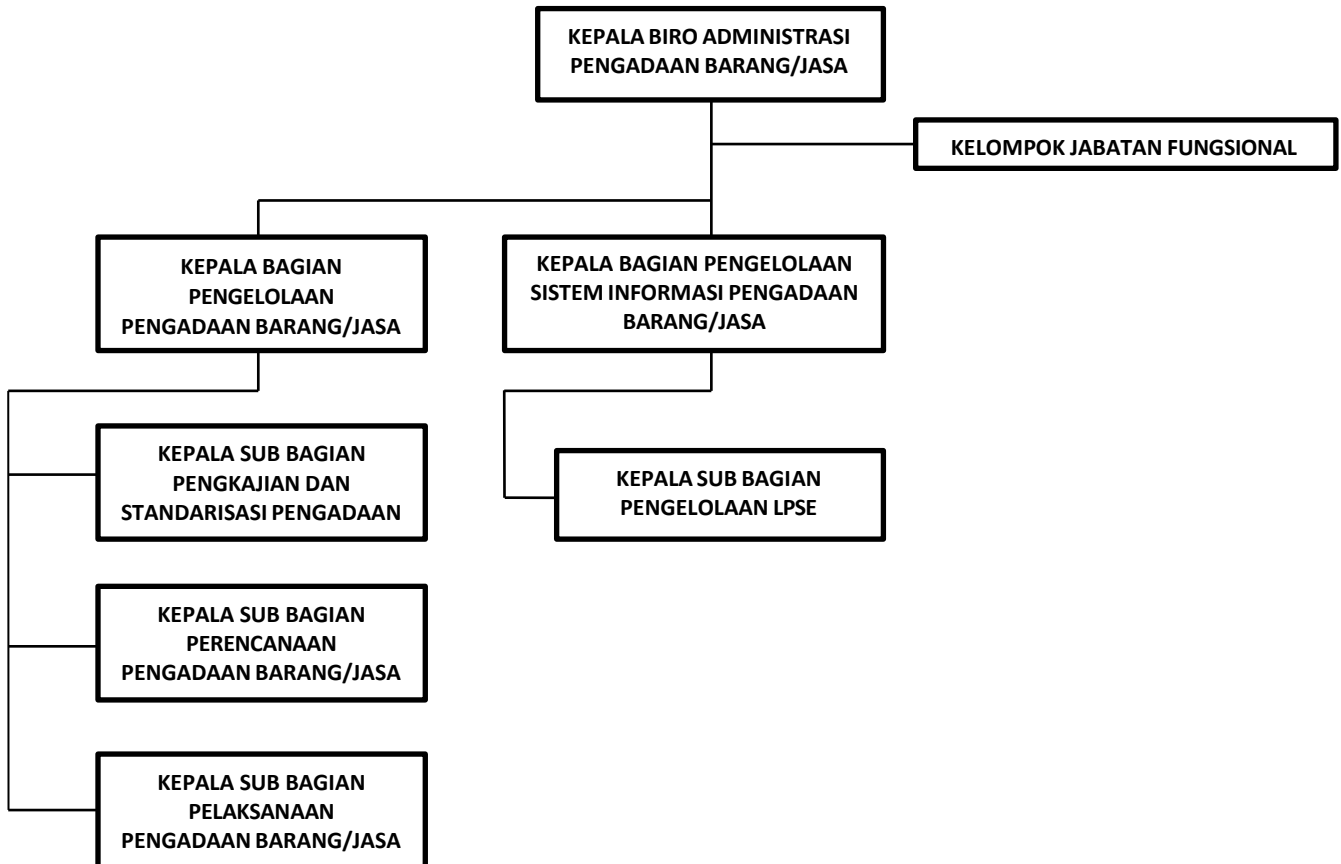 KEPALA BIRO ADMINISTRASI
PENGADAAN BARANG/JASA
KELOMPOK JABATAN FUNGSIONAL
KEPALA BAGIAN
PENGELOLAAN
PENGADAAN BARANG/JASA
KEPALA BAGIAN PENGELOLAAN
SISTEM INFORMASI PENGADAAN
BARANG/JASA
KEPALA SUB BAGIAN
PENGKAJIAN DAN
STANDARISASI PENGADAAN
KEPALA SUB BAGIAN
PENGELOLAAN LPSE
KEPALA SUB BAGIAN
PERENCANAAN
PENGADAAN BARANG/JASA
KEPALA SUB BAGIAN
PELAKSANAAN
PENGADAAN BARANG/JASA